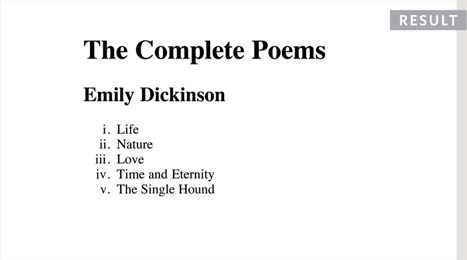 RESULT
The Complete Poems
Emily Dickinson
i. Life
ii. Nature
iii. Love
iv. Time and Eternity
v. The Single Hound